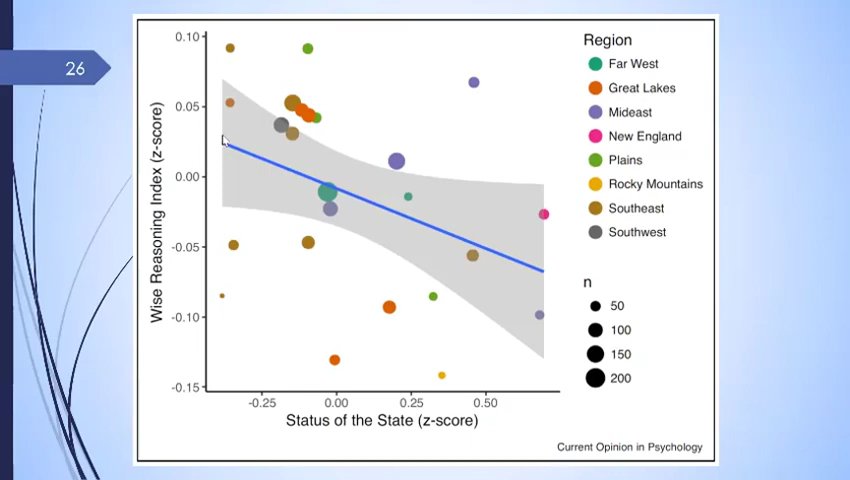 26
0.10
0.05
0.00
-0.05
-0.10
-0.15
Wise Reasoning Index (z-score)
-0.25
0.00
0.25
0.50
Status of the State (z-score)
Region
Far West
Great Lakes
Mideast
New England
Plains
Rocky Mountains
Southeast
Southwest
n
50
100
150
200
Current Opinion in Psychology